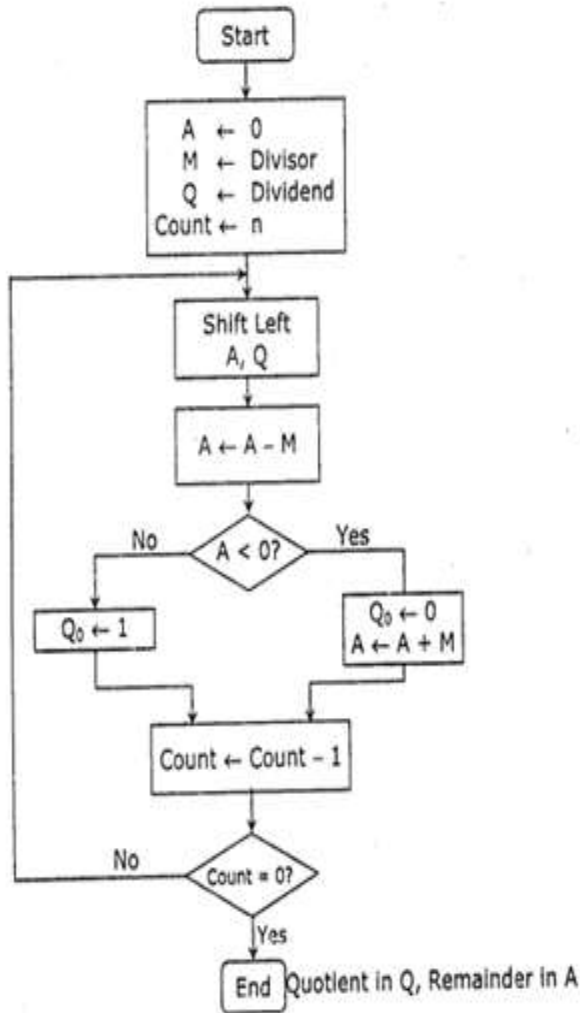 Start
A ← 0
M ← Divisor
Q ← Dividend
Count ← n
Shift Left
A, Q
A ← A – M
A < 0?
No
Yes
Q₀ ← 1
Q₀ ← 0
A ← A + M
Count ← Count – 1
Count = 0?
No
Yes
End
Quotient in Q, Remainder in A